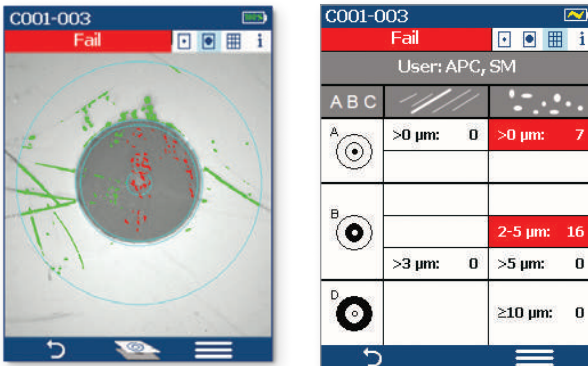 C001-003
100%
Fail
i
C001-003
Fail
i
User: APC, SM
A B C
A
>0 µm: 0
>0 µm: 7
B
2-5 µm: 16
>3 µm: 0
>5 µm: 0
D
≥10 µm: 0